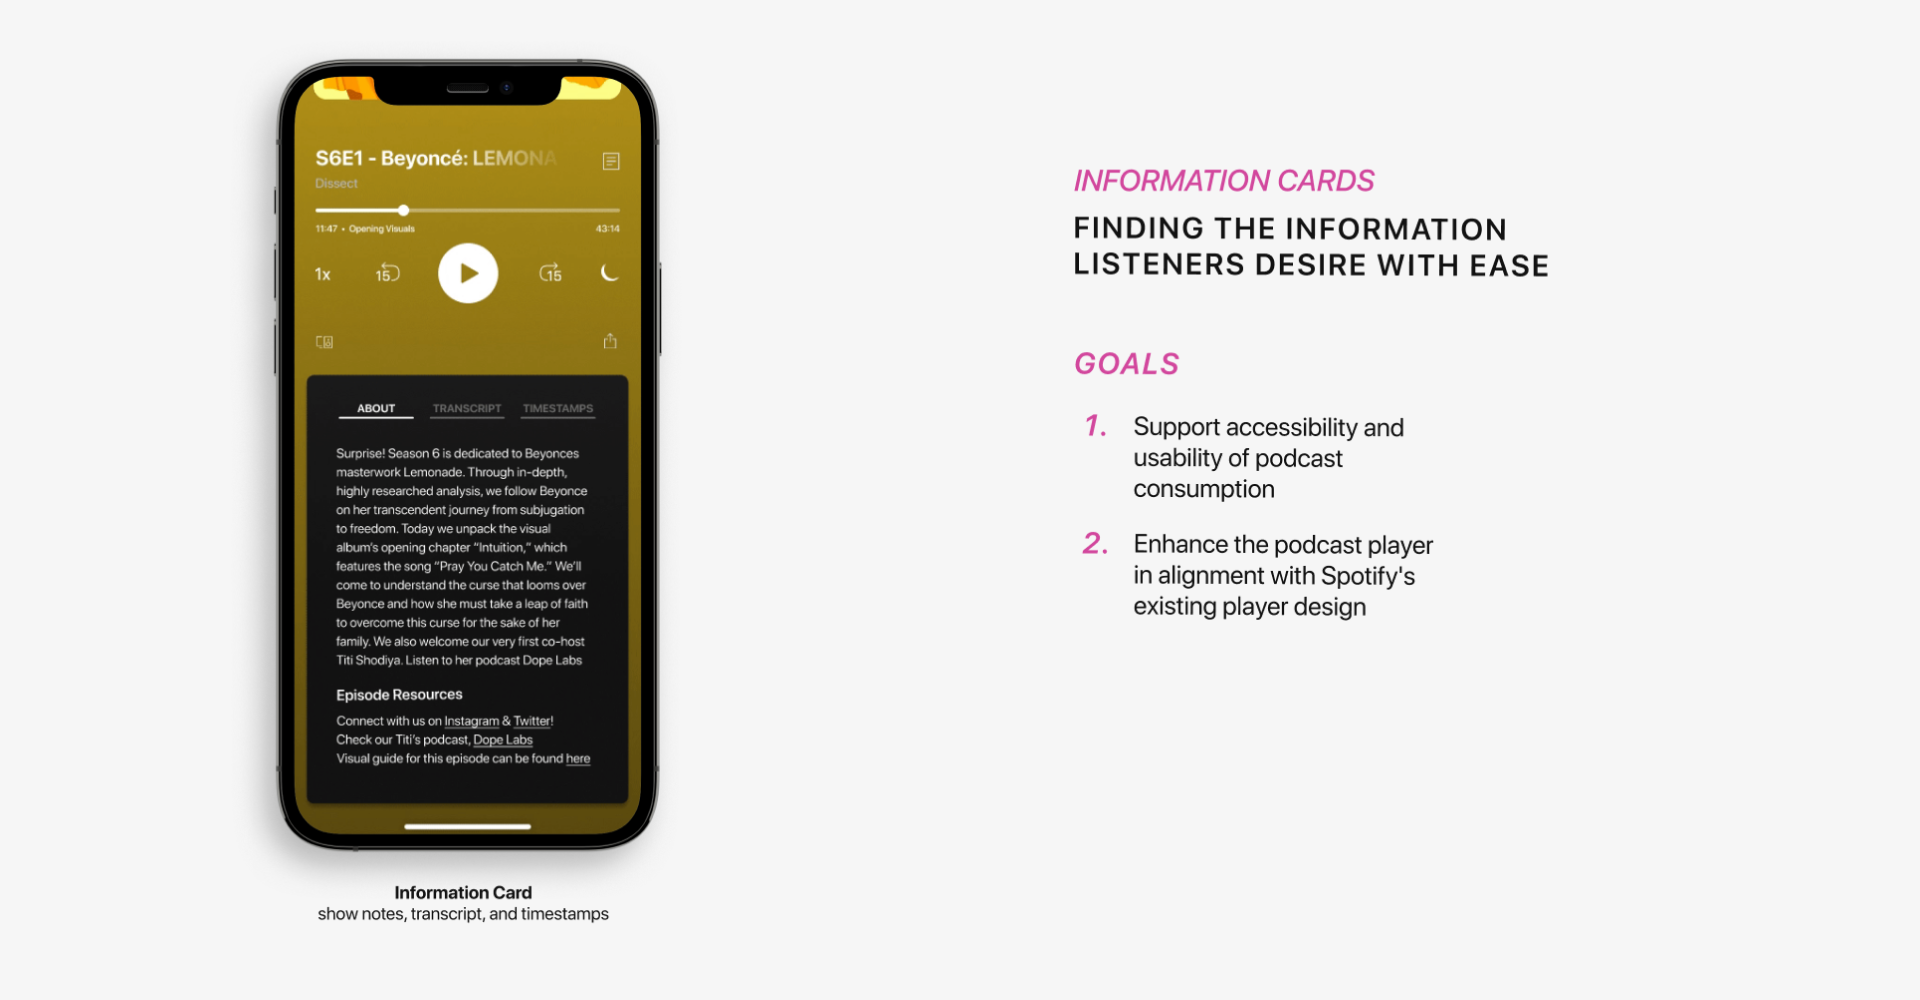 S6E1 - Beyoncé: LEMONA
Dissect
11:47 • Opening Visuals 43:14
1x 15 15
ABOUT TRANSCRIPT TIMESTAMPS
Surprise! Season 6 is dedicated to Beyonces
masterwork Lemonade. Through in-depth,
highly researched analysis, we follow Beyonce
on her transcendent journey from subjugation
to freedom. Today we unpack the visual
album's opening chapter “Intuition,” which
features the song “Pray You Catch Me.” We’ll
come to understand the curse that looms over
Beyonce and how she must take a leap of faith
to overcome this curse for the sake of her
family. We also welcome our very first co-host
Titi Shodiya. Listen to her podcast Dope Labs
Episode Resources
Connect with us on Instagram & Twitter!
Check our Titi’s podcast, Dope Labs
Visual guide for this episode can be found here
Information Card
show notes, transcript, and timestamps
INFORMATION CARDS
FINDING THE INFORMATION
LISTENERS DESIRE WITH EASE
GOALS
1. Support accessibility and
usability of podcast
consumption
2. Enhance the podcast player
in alignment with Spotify's
existing player design